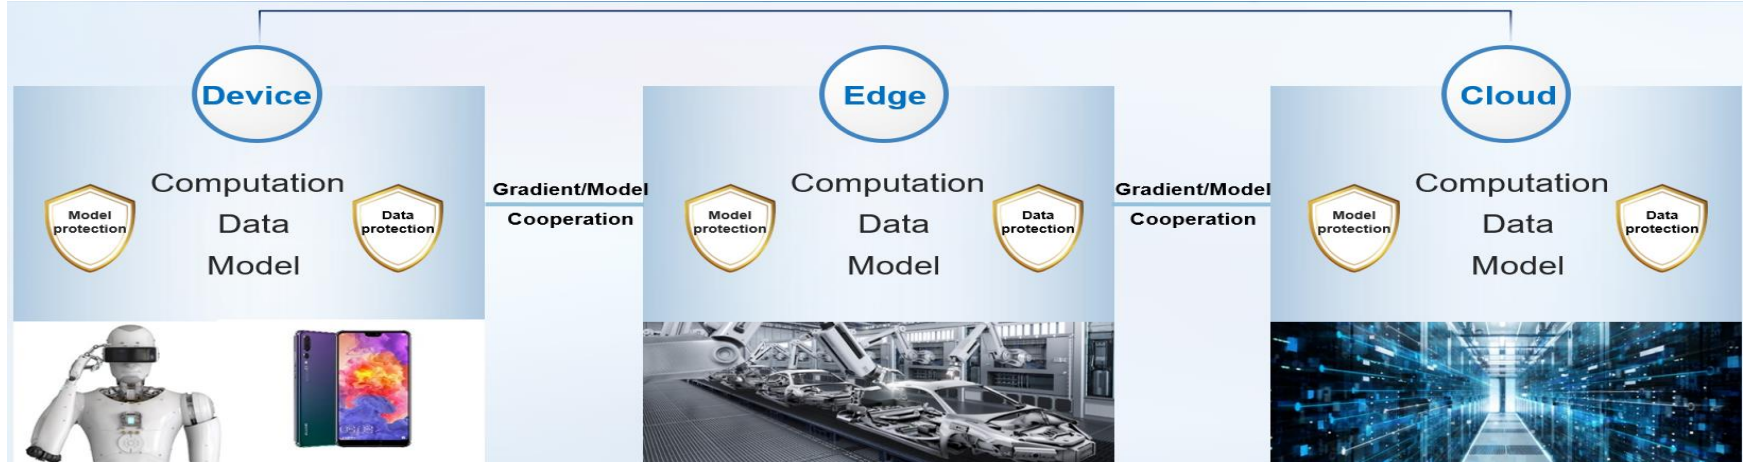 Device
Edge
Cloud
Computation
Data
Model
Model
protection
Data
protection
Gradient/Model
Cooperation
Computation
Data
Model
Model
protection
Data
protection
Gradient/Model
Cooperation
Computation
Data
Model
Model
protection
Data
protection